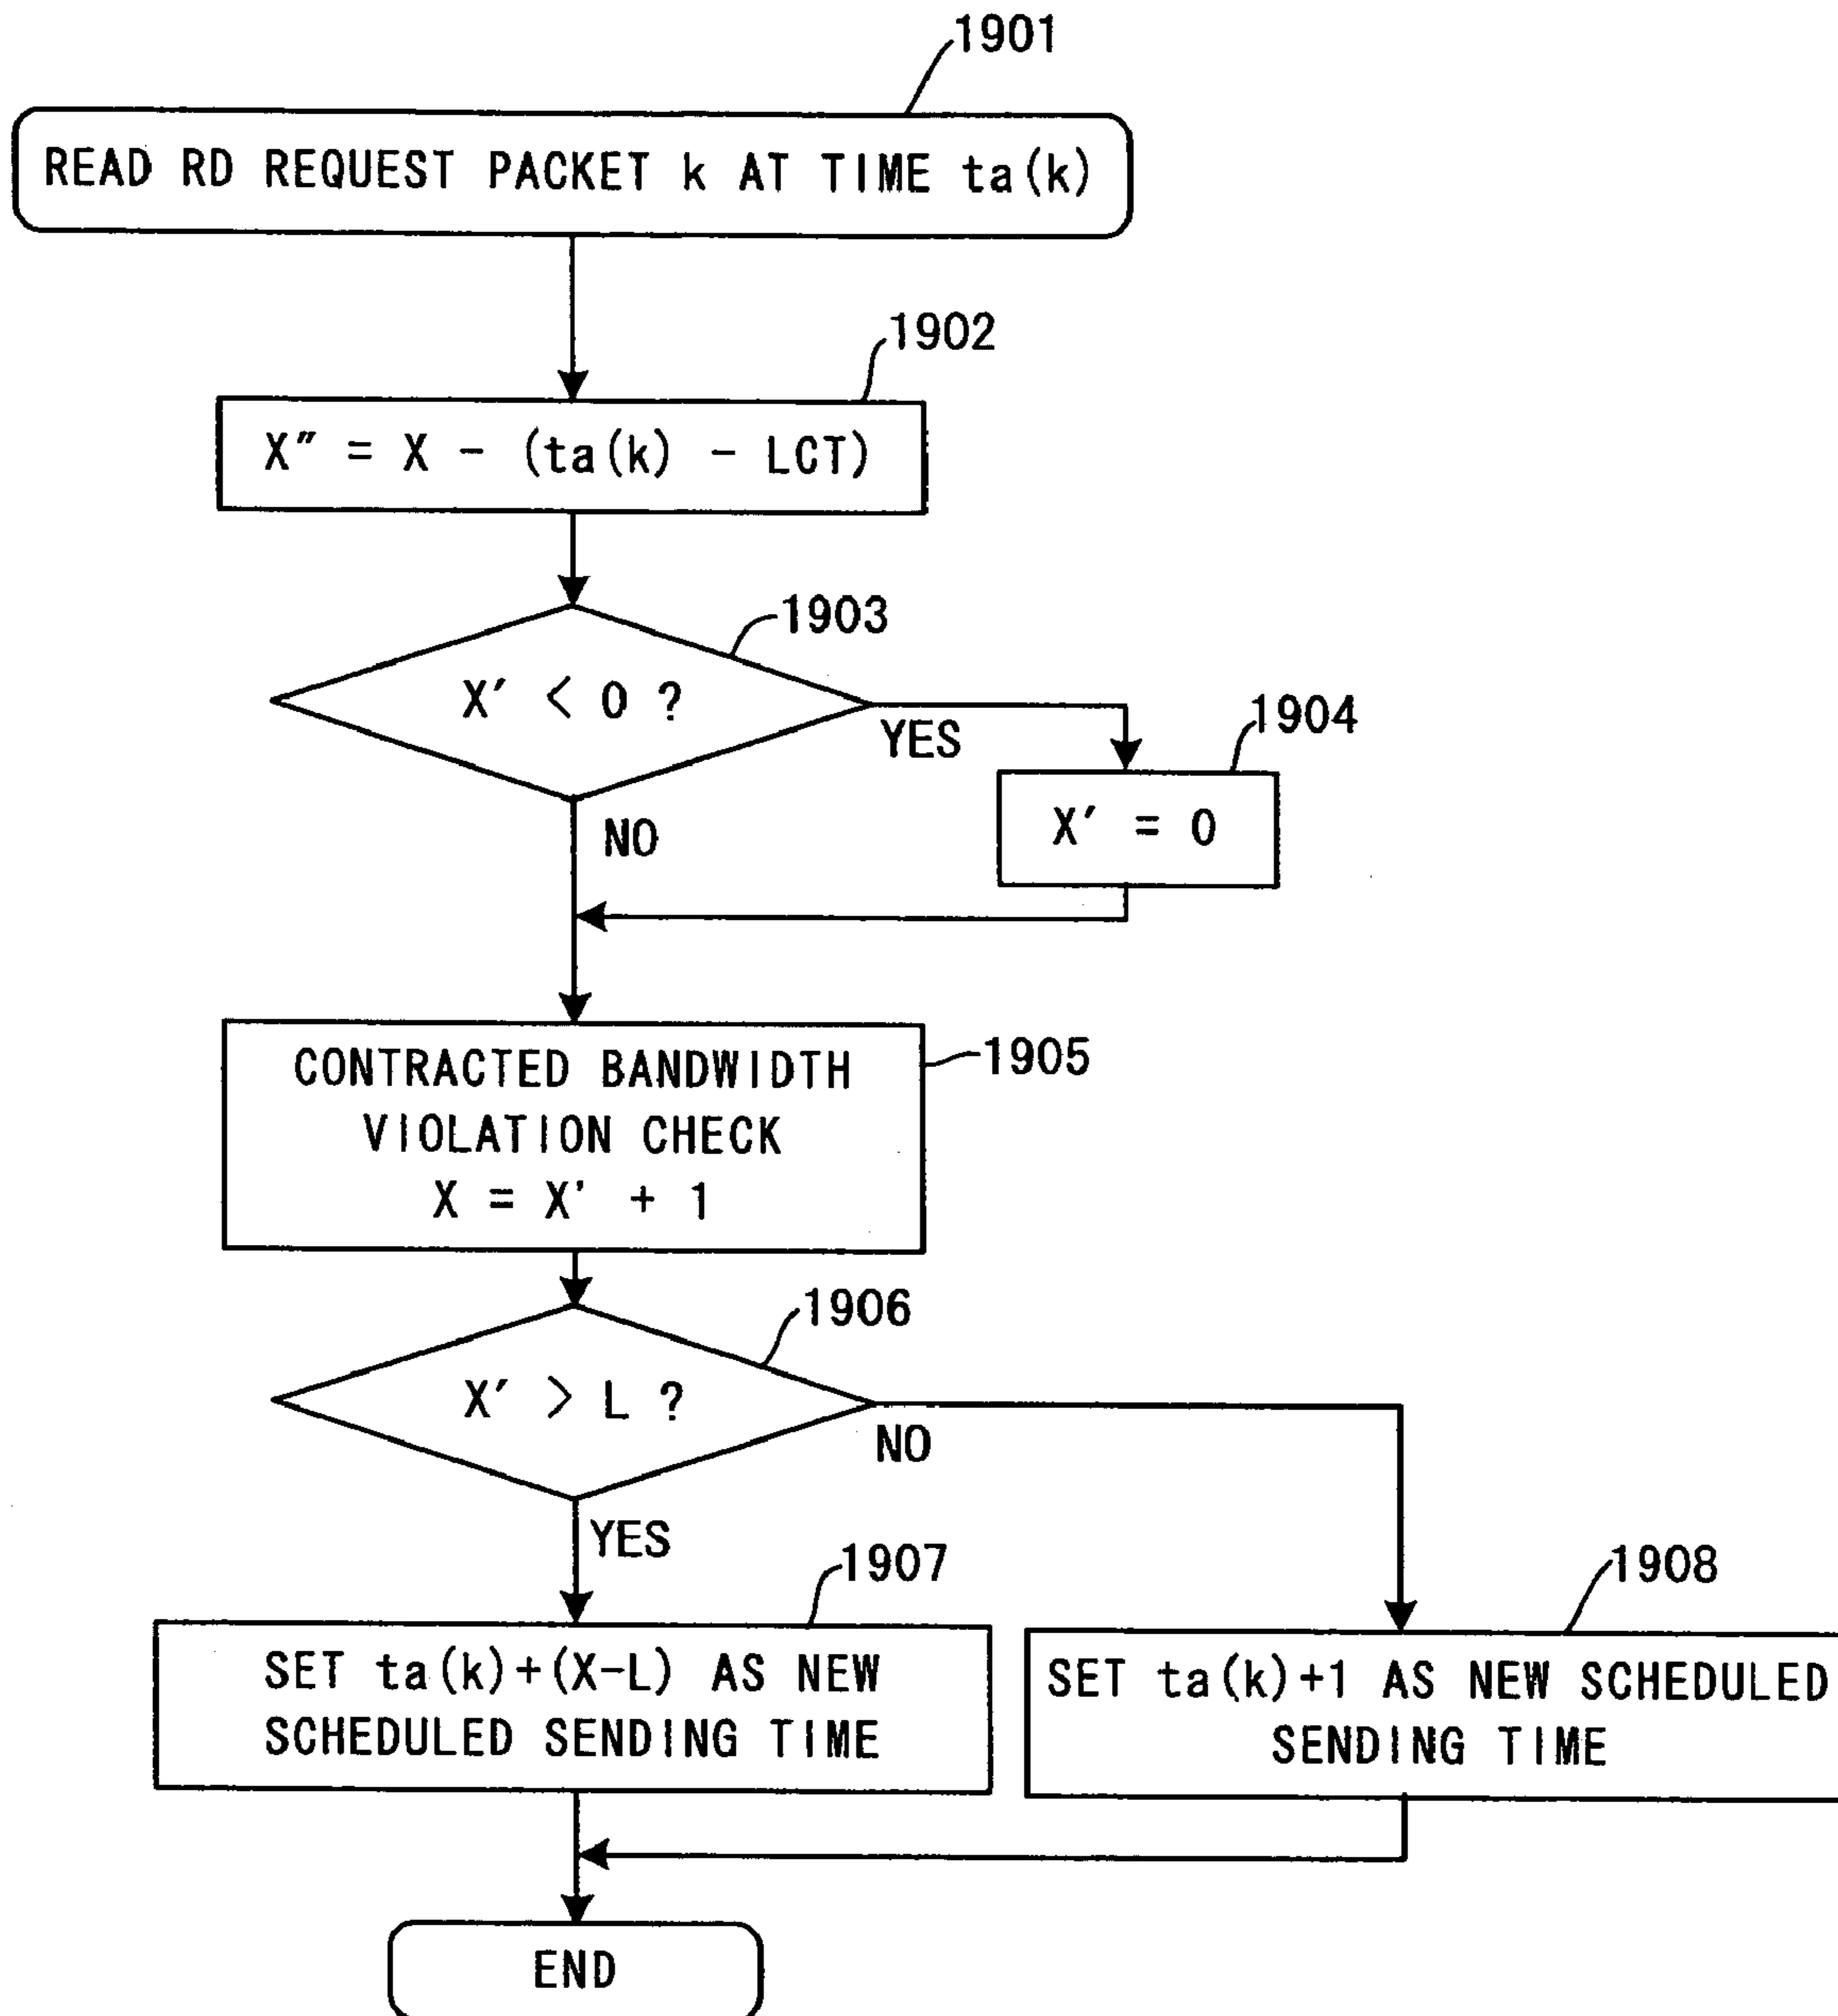 1901
READ RD REQUEST PACKET k AT TIME ta(k)
1902
X″ = X - (ta(k) - LCT)
1903
X′ < 0 ?
YES
1904
X′ = 0
NO
1905
CONTRACTED BANDWIDTH
VIOLATION CHECK
X = X' + 1
1906
X′ > L ?
NO
YES
1907
SET ta(k)+(X-L) AS NEW
SCHEDULED SENDING TIME
1908
SET ta(k)+1 AS NEW SCHEDULED
SENDING TIME
END